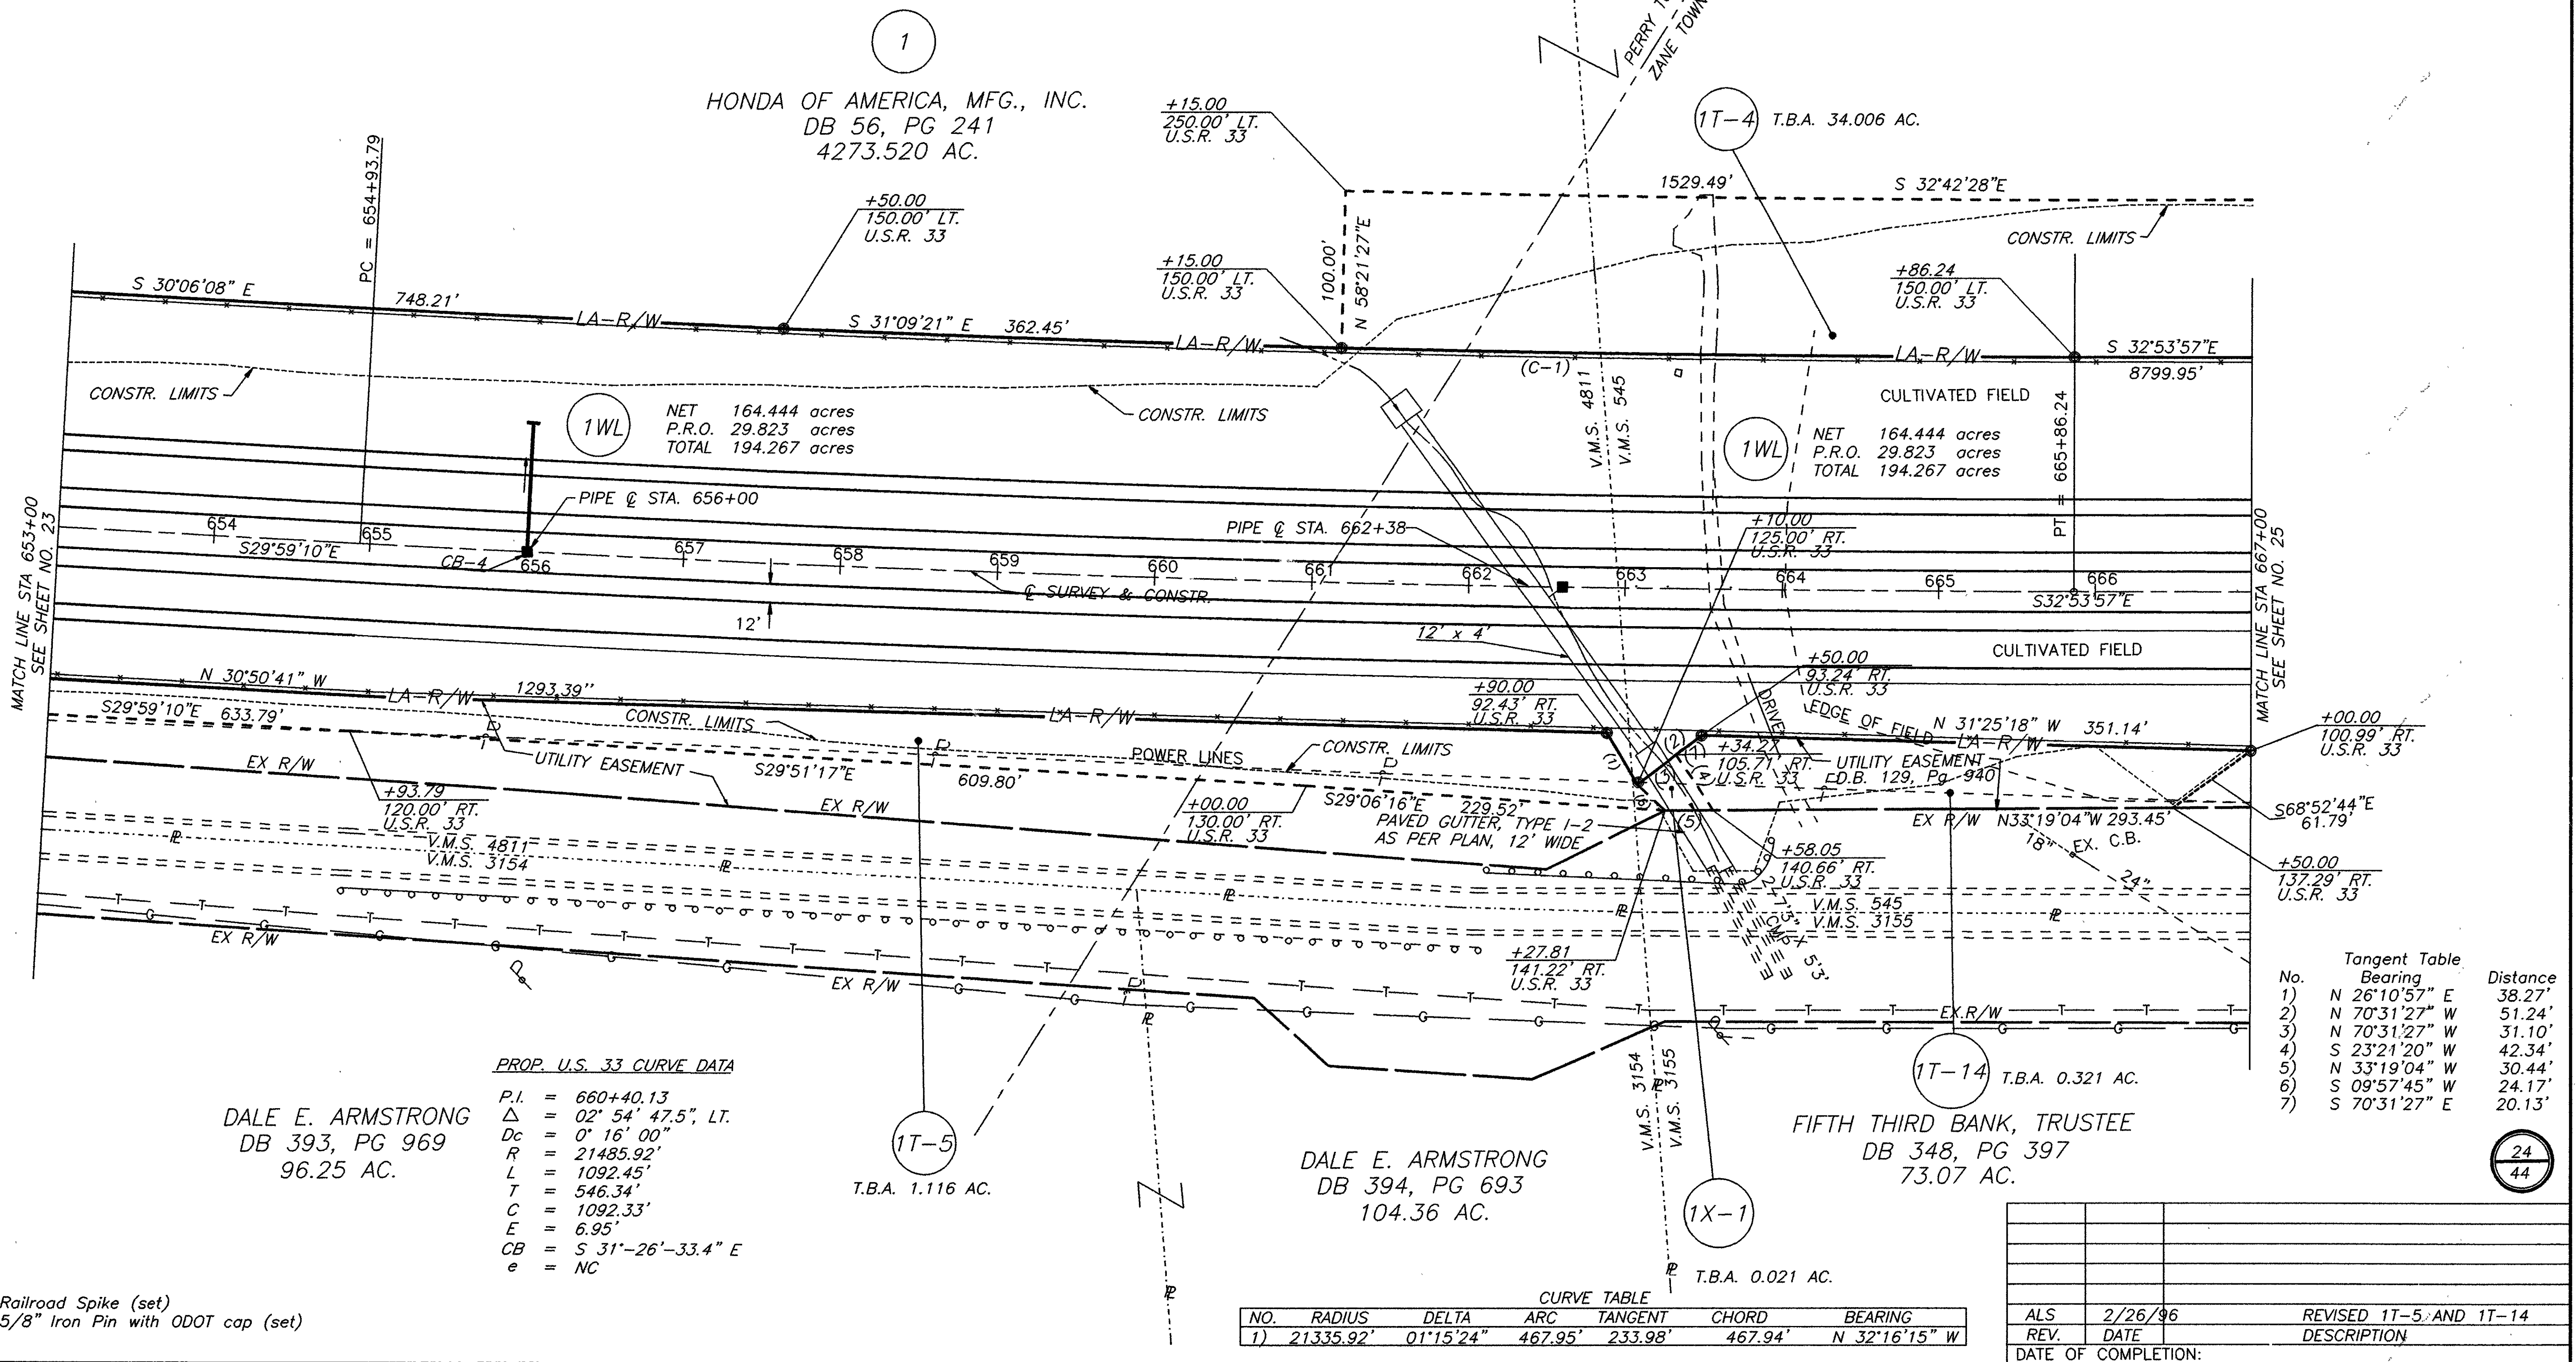 1
HONDA OF AMERICA, MFG., INC.
DB 56, PG 241
4273.520 AC.
PERRY
ZANE TOWN
1T-4
T.B.A. 34.006 AC.
+15.00
250.00' LT.
U.S.R. 33
PC = 654+93.79
+50.00
150.00' LT.
U.S.R. 33
+15.00
150.00' LT.
U.S.R. 33
100.00'
N 58°21'27"E
1529.49'
S 32°42'28"E
CONSTR. LIMITS
+86.24
150.00' LT.
U.S.R. 33
S 30°06'08" E
748.21'
LA-R/W
S 31°09'21" E
362.45'
LA-R/W
(C-1)
LA-R/W
S 32°53'57"E
8799.95'
CONSTR. LIMITS
CONSTR. LIMITS
CULTIVATED FIELD
1WL
NET 164.444 acres
P.R.O. 29.823 acres
TOTAL 194.267 acres
V.M.S. 4811
V.M.S. 545
1WL
NET 164.444 acres
P.R.O. 29.823 acres
TOTAL 194.267 acres
PT = 665+86.24
MATCH LINE STA 653+00
SEE SHEET NO. 23
PIPE ℄ STA. 656+00
PIPE ℄ STA. 662+38
+10.00
125.00' RT.
U.S.R. 33
MATCH LINE STA 667+00
SEE SHEET NO. 25
654
655
656
657
658
659
660
661
662
663
664
665
666
S29°59'10"E
CB-4
℄ SURVEY & CONSTR.
S32°53'57"E
12'
12' x 4'
CULTIVATED FIELD
N 30°50'41" W
LA-R/W
1293.39''
LA-R/W
+90.00
92.43' RT.
U.S.R. 33
+50.00
93.24' RT.
U.S.R. 33
DRIVE
EDGE OF FIELD
N 31°25'18" W
351.14'
LA-R/W
+00.00
100.99' RT.
U.S.R. 33
S29°59'10"E 633.79'
CONSTR. LIMITS
POWER LINES
CONSTR. LIMITS
(1)
(2)
(3)
(4)
(5)
(6)
(7)
+34.27
105.71' RT.
U.S.R. 33
UTILITY EASEMENT
D.B. 129, Pg 940
EX R/W
UTILITY EASEMENT
S29°51'17"E
609.80'
EX R/W
+93.79
120.00' RT.
U.S.R. 33
+00.00
130.00' RT.
U.S.R. 33
S29°06'16"E
229.52'
PAVED GUTTER, TYPE I-2
AS PER PLAN, 12' WIDE
EX R/W
N33°19'04"W 293.45'
S68°52'44"E
61.79'
18"
EX. C.B.
24"
+58.05
140.66' RT.
U.S.R. 33
+50.00
137.29' RT.
U.S.R. 33
V.M.S. 4811
V.M.S. 3154
V.M.S. 545
V.M.S. 3155
2-7'3" X 5'3"
CMP
+27.81
141.22' RT.
U.S.R. 33
EX R/W
EX R/W
EX.R/W
Tangent Table
No. Bearing Distance
1) N 26°10'57" E 38.27'
2) N 70°31'27" W 51.24'
3) N 70°31'27" W 31.10'
4) S 23°21'20" W 42.34'
5) N 33°19'04" W 30.44'
6) S 09°57'45" W 24.17'
7) S 70°31'27" E 20.13'
PROP. U.S. 33 CURVE DATA
P.I. = 660+40.13
Δ = 02° 54' 47.5", LT.
Dc = 0° 16' 00"
R = 21485.92'
L = 1092.45'
T = 546.34'
C = 1092.33'
E = 6.95'
CB = S 31°-26'-33.4" E
e = NC
DALE E. ARMSTRONG
DB 393, PG 969
96.25 AC.
1T-5
T.B.A. 1.116 AC.
V.M.S. 3154
V.M.S. 3155
DALE E. ARMSTRONG
DB 394, PG 693
104.36 AC.
1T-14
T.B.A. 0.321 AC.
FIFTH THIRD BANK, TRUSTEE
DB 348, PG 397
73.07 AC.
1X-1
T.B.A. 0.021 AC.
24
44
Railroad Spike (set)
5/8" Iron Pin with ODOT cap (set)
CURVE TABLE
NO. RADIUS DELTA ARC TANGENT CHORD BEARING
1) 21335.92' 01°15'24" 467.95' 233.98' 467.94' N 32°16'15" W
ALS 2/26/96 REVISED 1T-5 AND 1T-14
REV. DATE DESCRIPTION
DATE OF COMPLETION: